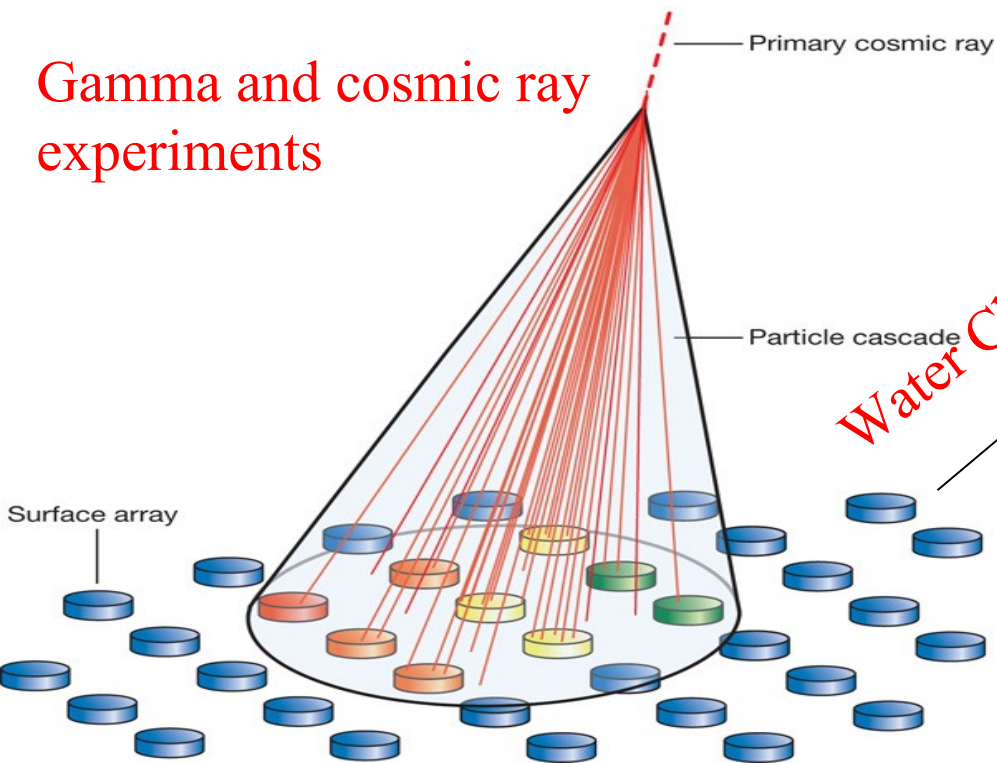 Gamma and cosmic ray
experiments
Primary cosmic ray
Particle cascade
Water
Surface array